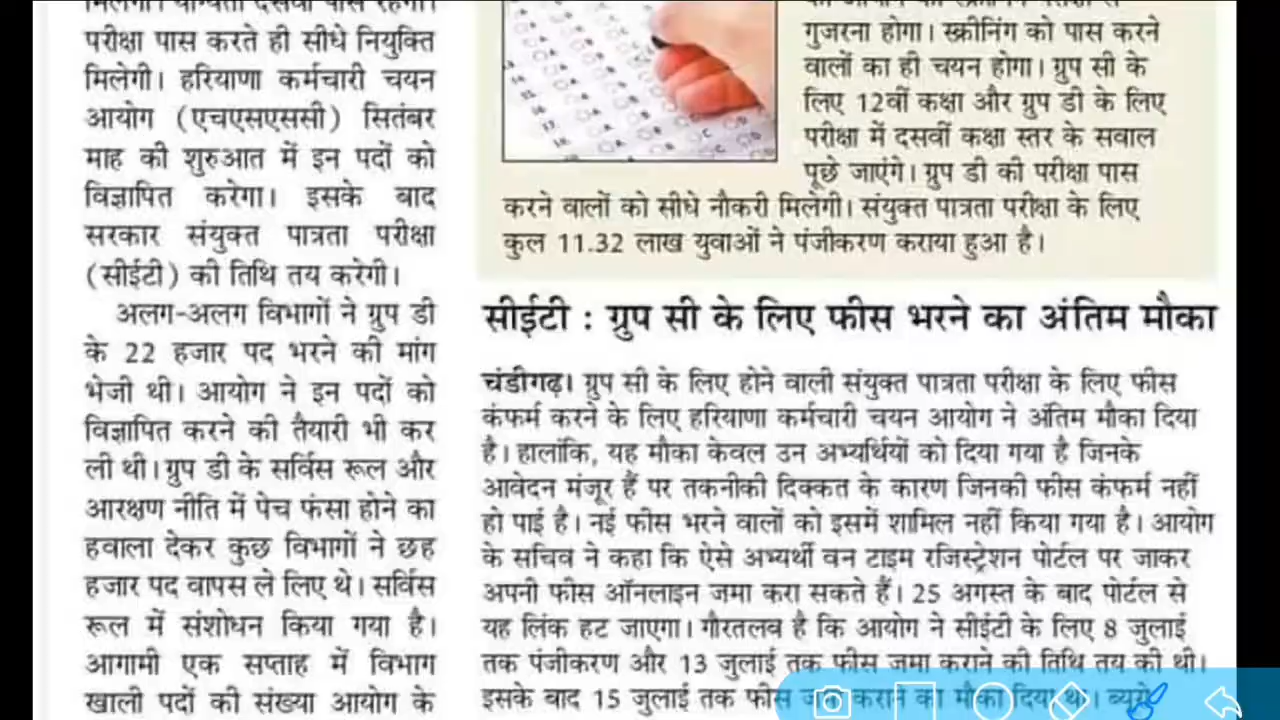 मिलेगी। योग्यता दसवीं पास रहेगी।
परीक्षा पास करते ही सीधे नियुक्ति
मिलेगी। हरियाणा कर्मचारी चयन
आयोग (एचएसएससी) सितंबर
माह की शुरुआत में इन पदों को
विज्ञापित करेगा। इसके बाद
सरकार संयुक्त पात्रता परीक्षा
(सीईटी) की तिथि तय करेगी।
अलग-अलग विभागों ने ग्रुप डी
के 22 हजार पद भरने की मांग
भेजी थी। आयोग ने इन पदों को
विज्ञापित करने की तैयारी भी कर
ली थी। ग्रुप डी के सर्विस रूल और
आरक्षण नीति में पेच फंसा होने का
हवाला देकर कुछ विभागों ने छह
हजार पद वापस ले लिए थे। सर्विस
रूल में संशोधन किया गया है।
आगामी एक सप्ताह में विभाग
खाली पदों की संख्या आयोग के
गुजरना होगा। स्क्रीनिंग को पास करने
वालों का ही चयन होगा। ग्रुप सी के
लिए 12वीं कक्षा और ग्रुप डी के लिए
परीक्षा में दसवीं कक्षा स्तर के सवाल
पूछे जाएंगे। ग्रुप डी की परीक्षा पास
करने वालों को सीधे नौकरी मिलेगी। संयुक्त पात्रता परीक्षा के लिए
कुल 11.32 लाख युवाओं ने पंजीकरण कराया हुआ है।
सीईटी : ग्रुप सी के लिए फीस भरने का अंतिम मौका
चंडीगढ़। ग्रुप सी के लिए होने वाली संयुक्त पात्रता परीक्षा के लिए फीस
कंफर्म करने के लिए हरियाणा कर्मचारी चयन आयोग ने अंतिम मौका दिया
है। हालांकि, यह मौका केवल उन अभ्यर्थियों को दिया गया है जिनके
आवेदन मंजूर हैं पर तकनीकी दिक्कत के कारण जिनकी फीस कंफर्म नहीं
हो पाई है। नई फीस भरने वालों को इसमें शामिल नहीं किया गया है। आयोग
के सचिव ने कहा कि ऐसे अभ्यर्थी वन टाइम रजिस्ट्रेशन पोर्टल पर जाकर
अपनी फीस ऑनलाइन जमा करा सकते हैं। 25 अगस्त के बाद पोर्टल से
यह लिंक हट जाएगा। गौरतलब है कि आयोग ने सीईटी के लिए 8 जुलाई
तक पंजीकरण और 13 जुलाई तक फीस जमा कराने की तिथि तय की थी।
इसके बाद 15 जुलाई तक फीस जमा कराने का मौका दिया था। ब्यूरो